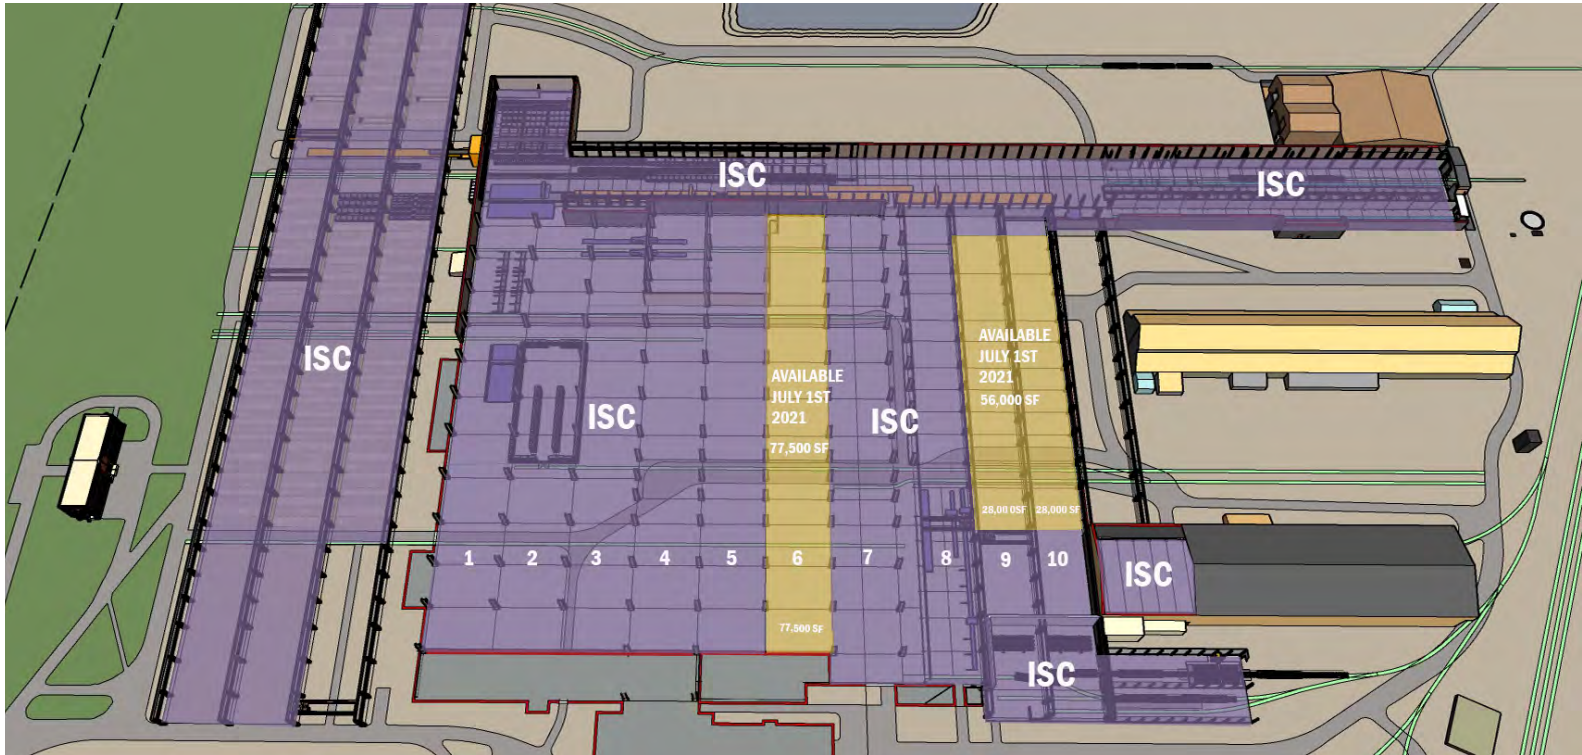 ISC
ISC
ISC
AVAILABLE
JULY 1ST
2021
56,000 SF
AVAILABLE
JULY 1ST
2021
77,500 SF
ISC
ISC
28,000SF
28,000 SF
1
2
3
4
5
6
7
8
9
10
ISC
77,500 SF
ISC